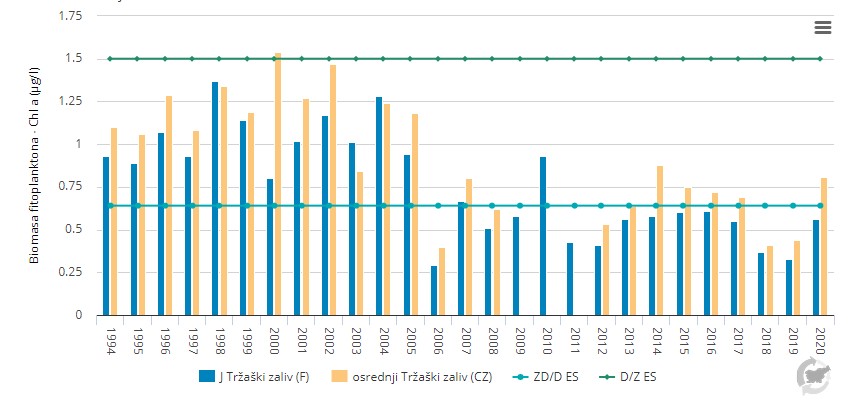 1.75
1.5
1.25
1
0.75
0.5
0.25
0
Biomasa fitoplanktona - Chl a (µg/l)
1994 1995 1996 1997 1998 1999 2000 2001 2002 2003 2004 2005 2006 2007 2008 2009 2010 2011 2012 2013 2014 2015 2016 2017 2018 2019 2020
J Tržaški zaliv (F) osrednji Tržaški zaliv (CZ) ZD/D ES D/Z ES